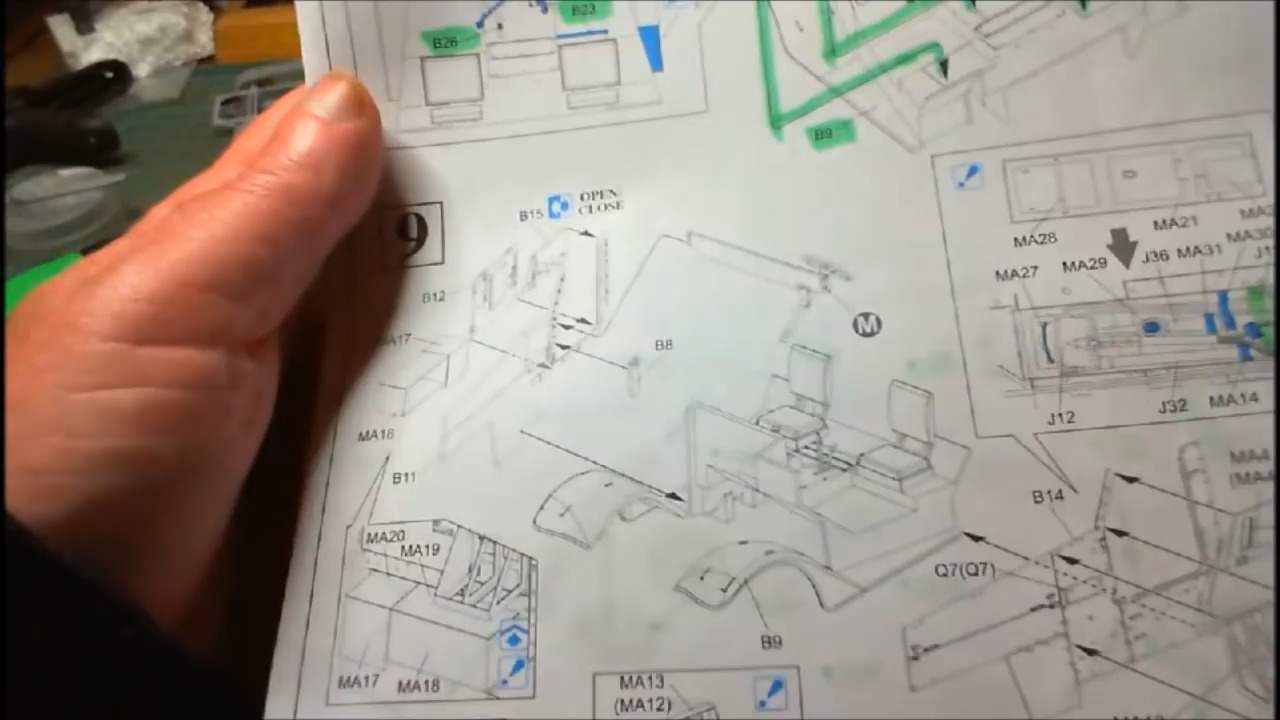 B26
B23
B9
9
B15
OPEN
CLOSE
B12
B8
M
MA18
B11
MA20
MA19
MA17
MA18
B9
MA13
(MA12)
MA28
MA21
MA27
MA29
J36
MA31
MA30
J12
J32
MA14
B14
Q7(Q7)